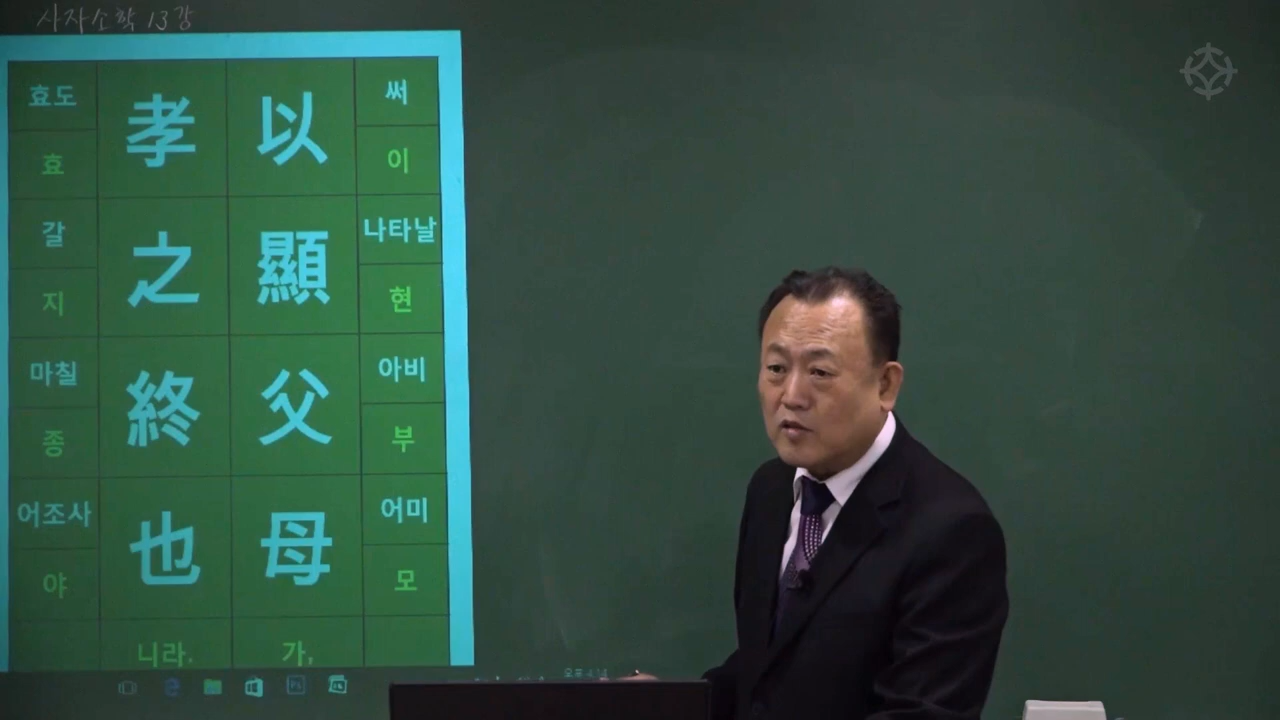 사자소학 13강
써 이 以
나타날 현 顯
아비 부 父
어미 모 母
가,
효도 효 孝
갈 지 之
마칠 종 終
어조사 야 也
니라.